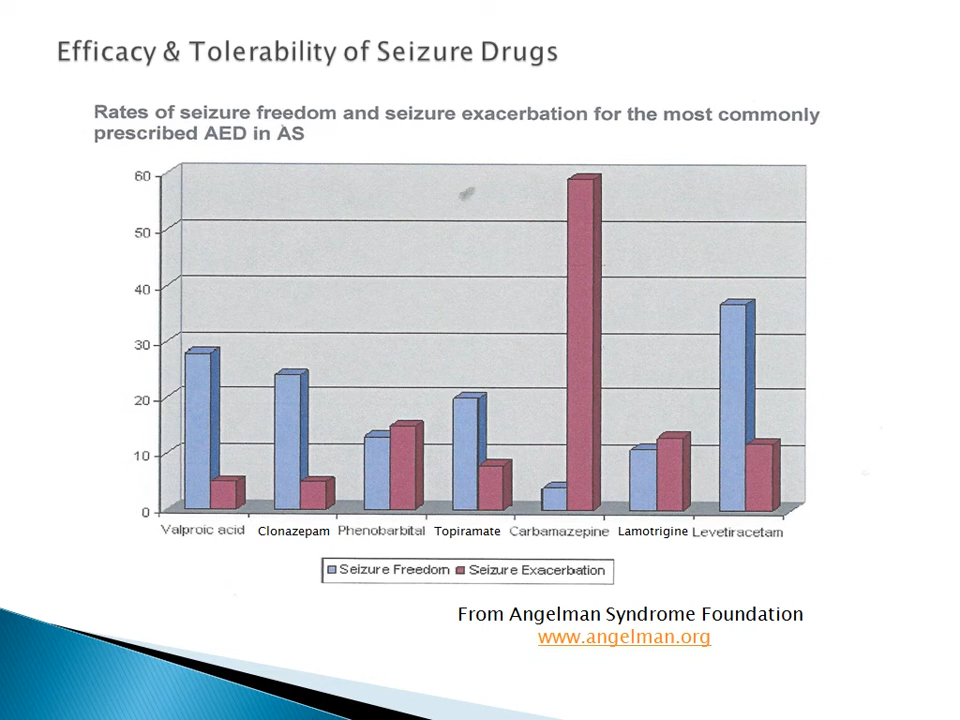 Efficacy & Tolerability of Seizure Drugs
Rates of seizure freedom and seizure exacerbation for the most commonly
prescribed AED in AS
60
50
40
30
20
10
0
Valproic acid Clonazepam Phenobarbital Topiramate Carbamazepine Lamotrigine Levetiracetam
Seizure Freedom Seizure Exacerbation
From Angelman Syndrome Foundation
www.angelman.org